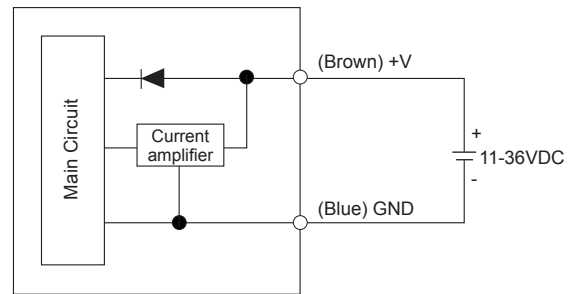 (Brown) +V
Main Circuit
Current
amplifier
+
11-36VDC
-
(Blue) GND